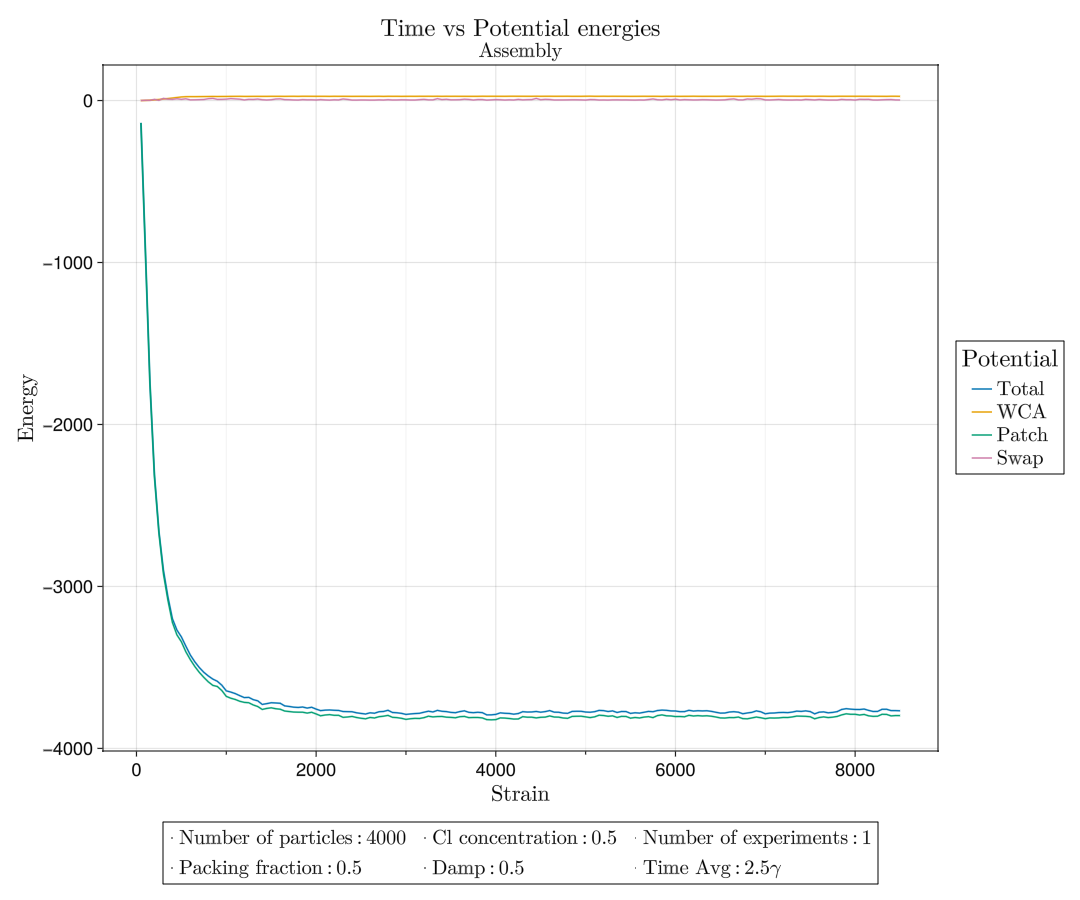 Time vs Potential energies
Assembly
0
−1000
−2000
−3000
−4000
Energy
0 2000 4000 6000 8000
Strain
Potential
Total
WCA
Patch
Swap
· Number of particles : 4000 · Cl concentration : 0.5 · Number of experiments : 1
· Packing fraction : 0.5 · Damp : 0.5 · Time Avg : 2.5γ